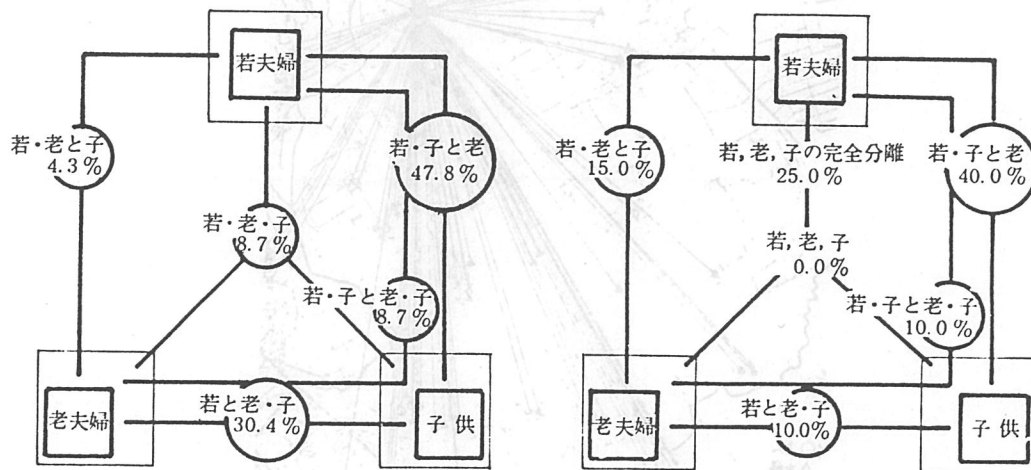 若夫婦
若・老と子
4.3%
若・子と老
47.8%
若・老・子
8.7%
若・子と老・子
8.7%
老夫婦
若と老・子
30.4%
子供
若夫婦
若・老と子
15.0%
若,老,子の完全分離
25.0%
若・子と老
40.0%
若,老,子
0.0%
若・子と老・子
10.0%
老夫婦
若と老・子
10.0%
子供